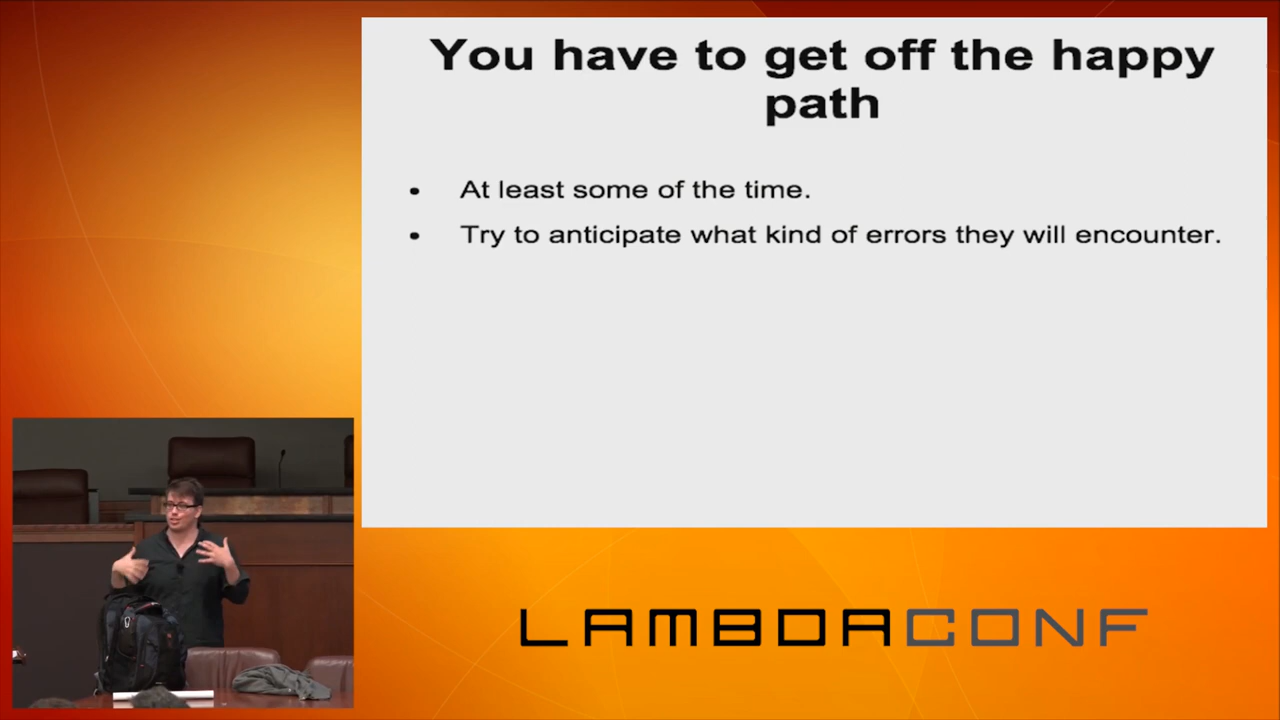 You have to get off the happy
path
• At least some of the time.
• Try to anticipate what kind of errors they will encounter.
LAMBDACONF